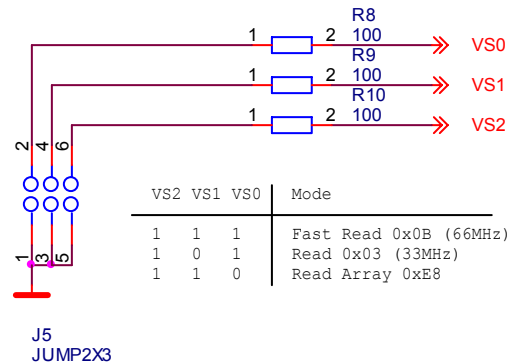 R8
1 2 100 VS0
R9
1 2 100 VS1
R10
1 2 100 VS2
2 4 6
VS2 VS1 VS0 Mode
1 1 1 Fast Read 0x0B (66MHz)
1 0 1 Read 0x03 (33MHz)
1 1 0 Read Array 0xE8
1 3 5
J5
JUMP2X3